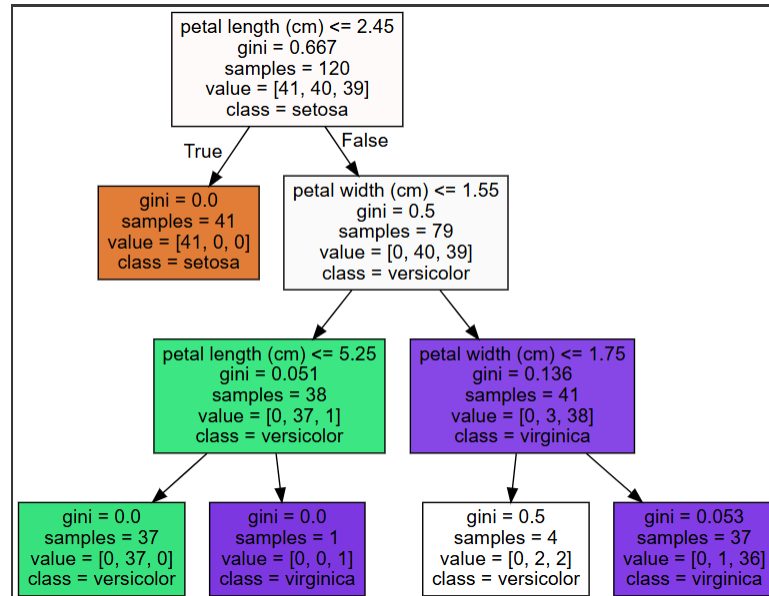 petal length (cm) <= 2.45
gini = 0.667
samples = 120
value = [41, 40, 39]
class = setosa
True
False
gini = 0.0
samples = 41
value = [41, 0, 0]
class = setosa
petal width (cm) <= 1.55
gini = 0.5
samples = 79
value = [0, 40, 39]
class = versicolor
petal length (cm) <= 5.25
gini = 0.051
samples = 38
value = [0, 37, 1]
class = versicolor
petal width (cm) <= 1.75
gini = 0.136
samples = 41
value = [0, 3, 38]
class = virginica
gini = 0.0
samples = 37
value = [0, 37, 0]
class = versicolor
gini = 0.0
samples = 1
value = [0, 0, 1]
class = virginica
gini = 0.5
samples = 4
value = [0, 2, 2]
class = versicolor
gini = 0.053
samples = 37
value = [0, 1, 36]
class = virginica